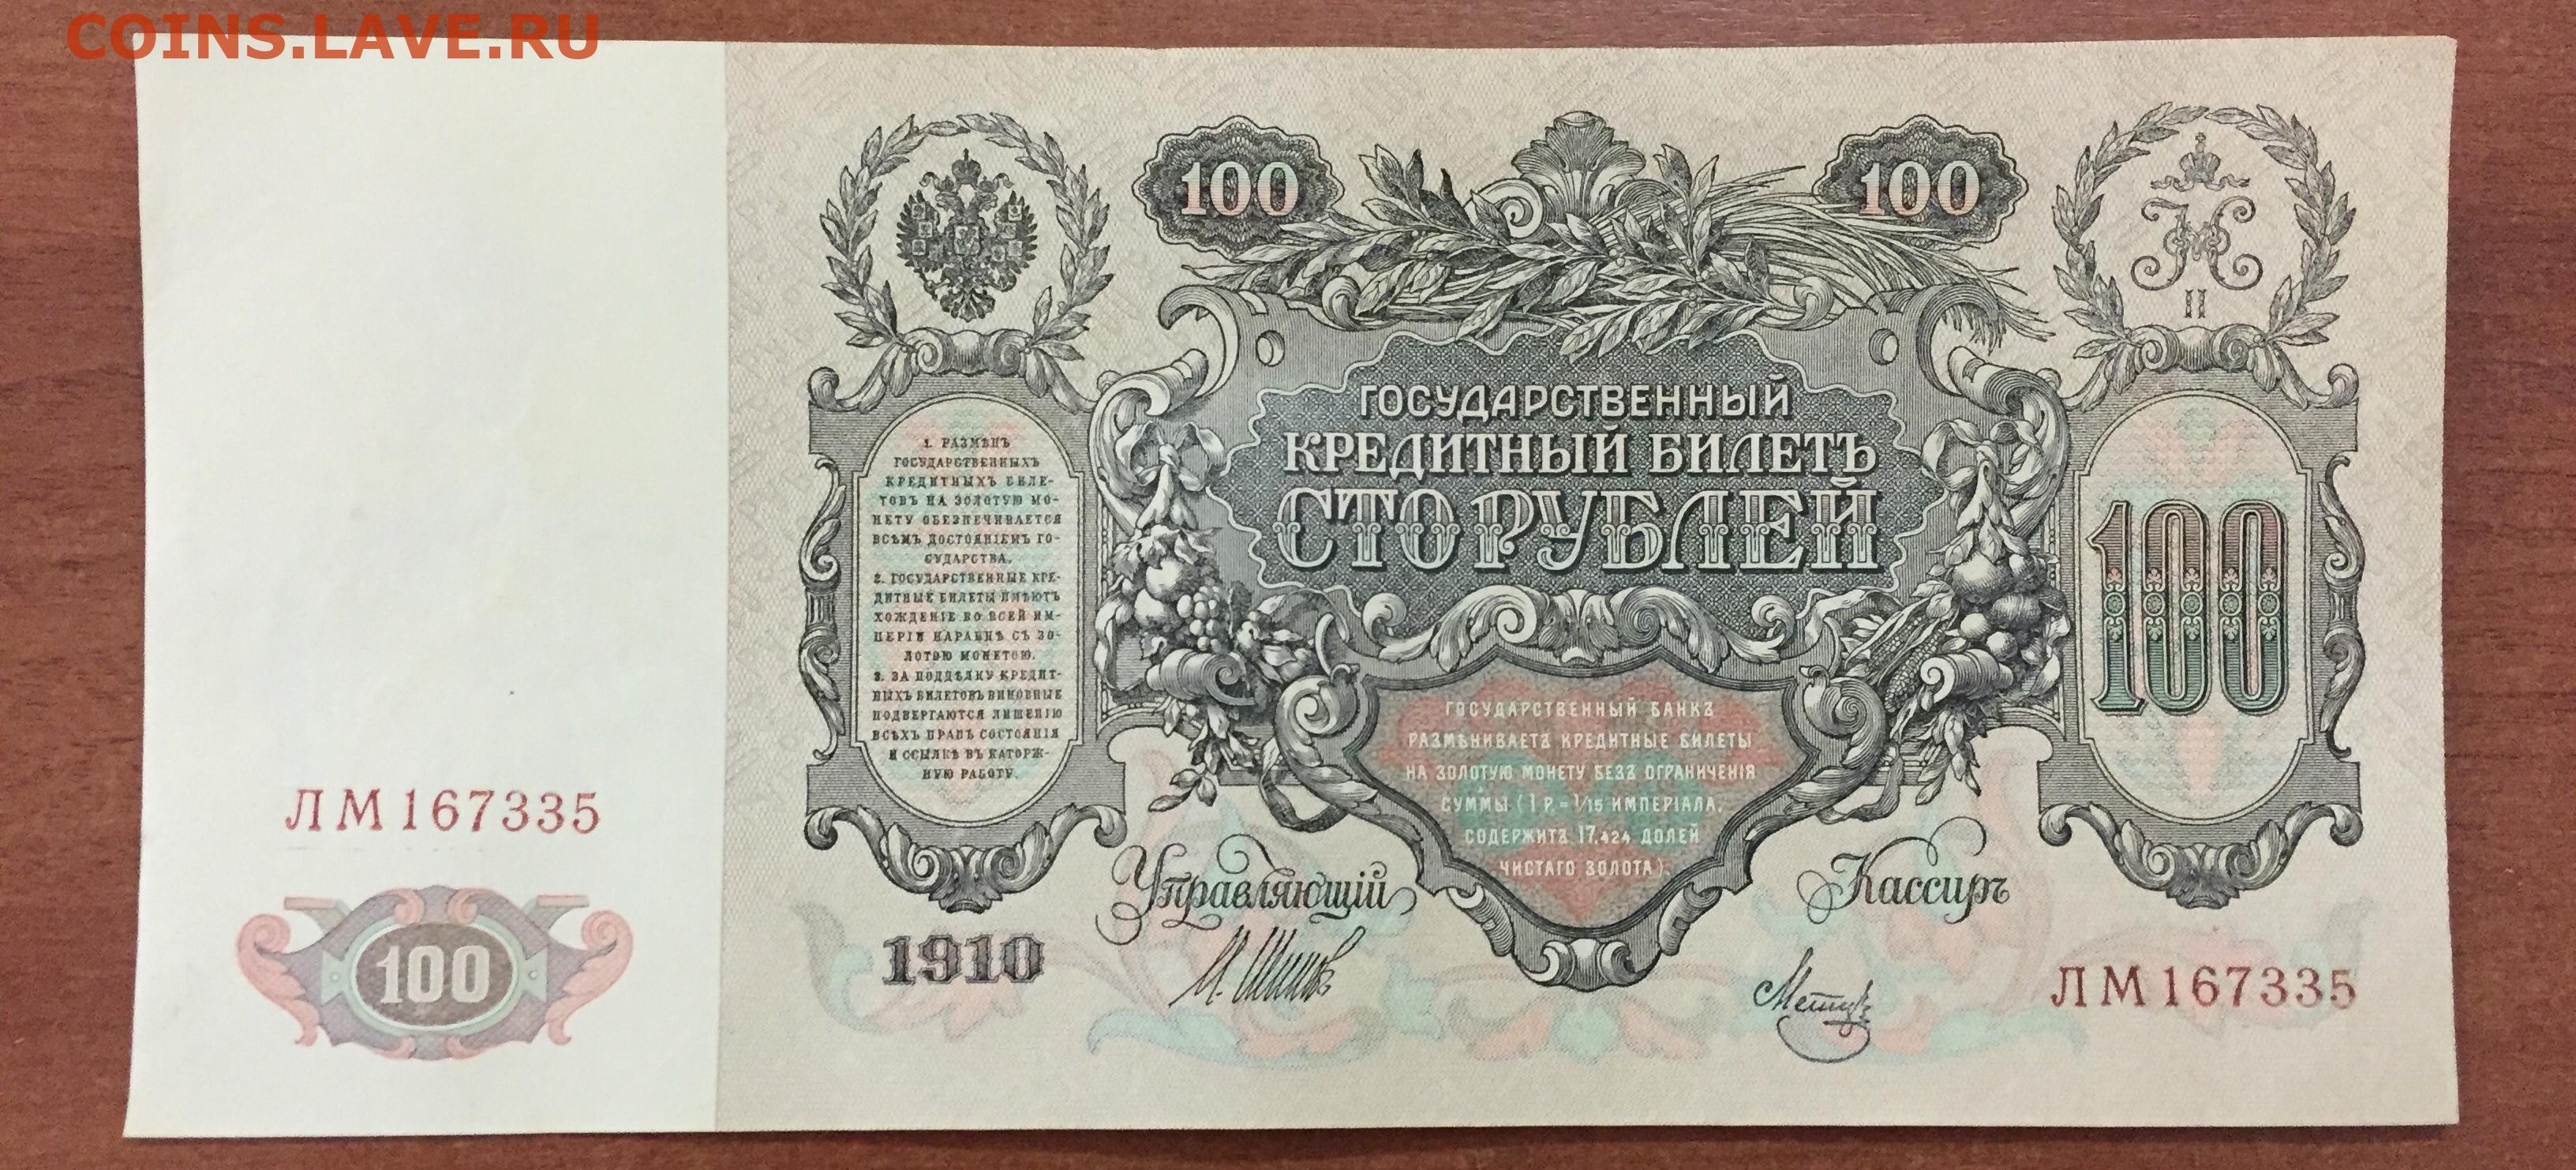 COINS.LAVE.RU
100
100
II
ГОСУДАРСТВЕННЫЙ
КРЕДИТНЫЙ БИЛЕТЪ
СТО РУБЛЕЙ
1. РАЗМѢНЪ
ГОСУДАРСТВЕННЫХЪ
КРЕДИТНЫХЪ БИЛЕ-
ТОВЪ НА ЗОЛОТУЮ МО-
НЕТУ ОБЕЗПЕЧИВАЕТСЯ
ВСѢМЪ ДОСТОЯНІЕМЪ ГО-
СУДАРСТВА.
2. ГОСУДАРСТВЕННЫЕ КРЕ-
ДИТНЫЕ БИЛЕТЫ ИМѢЮТЪ
ХОЖДЕНІЕ ВО ВСЕЙ ИМ-
ПЕРІИ НАРАВНѢ СЪ ЗО-
ЛОТОЮ МОНЕТОЮ.
3. ЗА ПОДДѢЛКУ КРЕДИТ-
НЫХЪ БИЛЕТОВЪ ВИНОВНЫЕ
ПОДВЕРГАЮТСЯ ЛИШЕНІЮ
ВСѢХЪ ПРАВЪ СОСТОЯНІЯ
И ССЫЛКѢ ВЪ КАТОРЖ-
НУЮ РАБОТУ.
100
ГОСУДАРСТВЕННЫЙ БАНКЪ
РАЗМѢНИВАЕТЪ КРЕДИТНЫЕ БИЛЕТЫ
НА ЗОЛОТУЮ МОНЕТУ БЕЗЪ ОГРАНИЧЕНІЯ
СУММЫ (1 Р.= 1/15 ИМПЕРІАЛА,
СОДЕРЖИТЪ 17,424 ДОЛЕЙ
ЧИСТАГО ЗОЛОТА).
ЛМ167335
100
Управляющій
Кассиръ
1910
И. Шиповъ
ЛМ167335